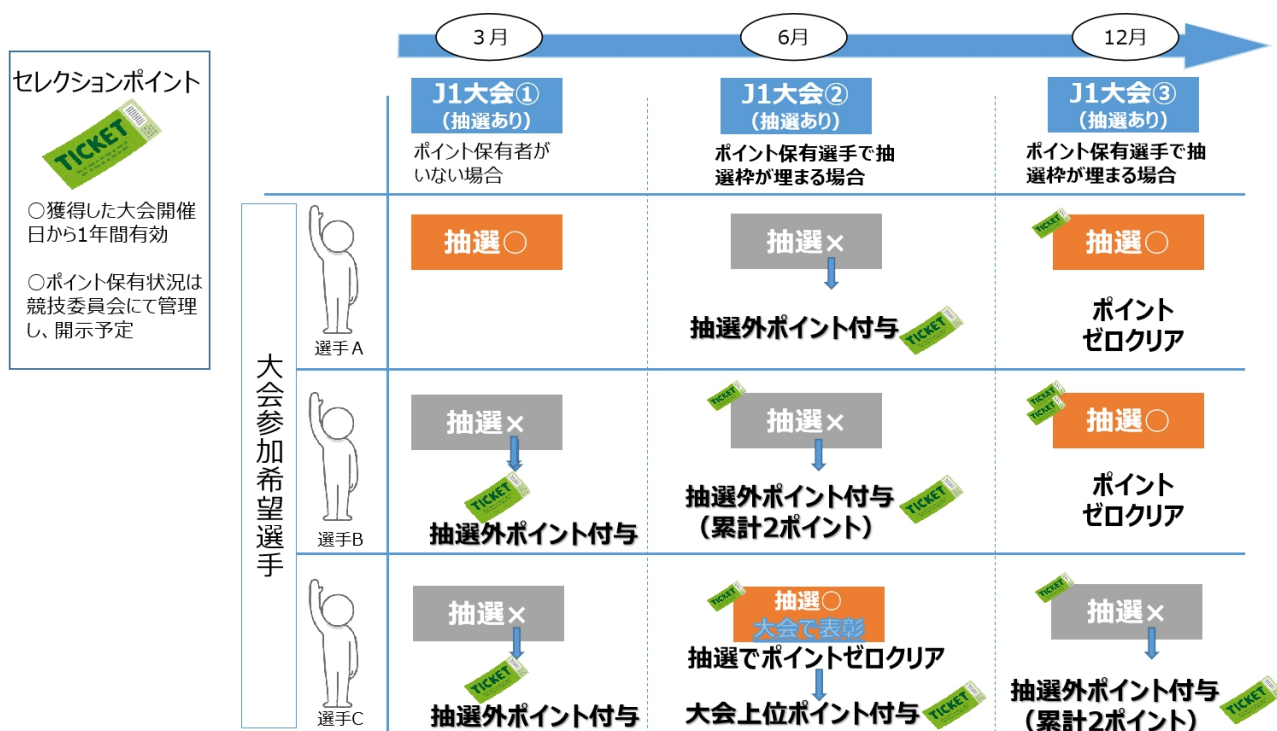 3月
6月
12月
セレクションポイント
TICKET
○獲得した大会開催
日から1年間有効
○ポイント保有状況は
競技委員会にて管理
し、開示予定
J1大会①
(抽選あり)
ポイント保有者が
いない場合
J1大会②
(抽選あり)
ポイント保有選手で抽
選枠が埋まる場合
J1大会③
(抽選あり)
ポイント保有選手で抽
選枠が埋まる場合
大会参加希望選手
選手A
抽選○
抽選×
抽選外ポイント付与
TICKET
TICKET
抽選○
ポイント
ゼロクリア
選手B
抽選×
TICKET
抽選外ポイント付与
TICKET
抽選×
抽選外ポイント付与
(累計2ポイント)
TICKET
TICKET
TICKET
抽選○
ポイント
ゼロクリア
選手C
抽選×
TICKET
抽選外ポイント付与
TICKET
抽選○
大会で表彰
抽選でポイントゼロクリア
大会上位ポイント付与
TICKET
TICKET
抽選×
抽選外ポイント付与
(累計2ポイント)
TICKET